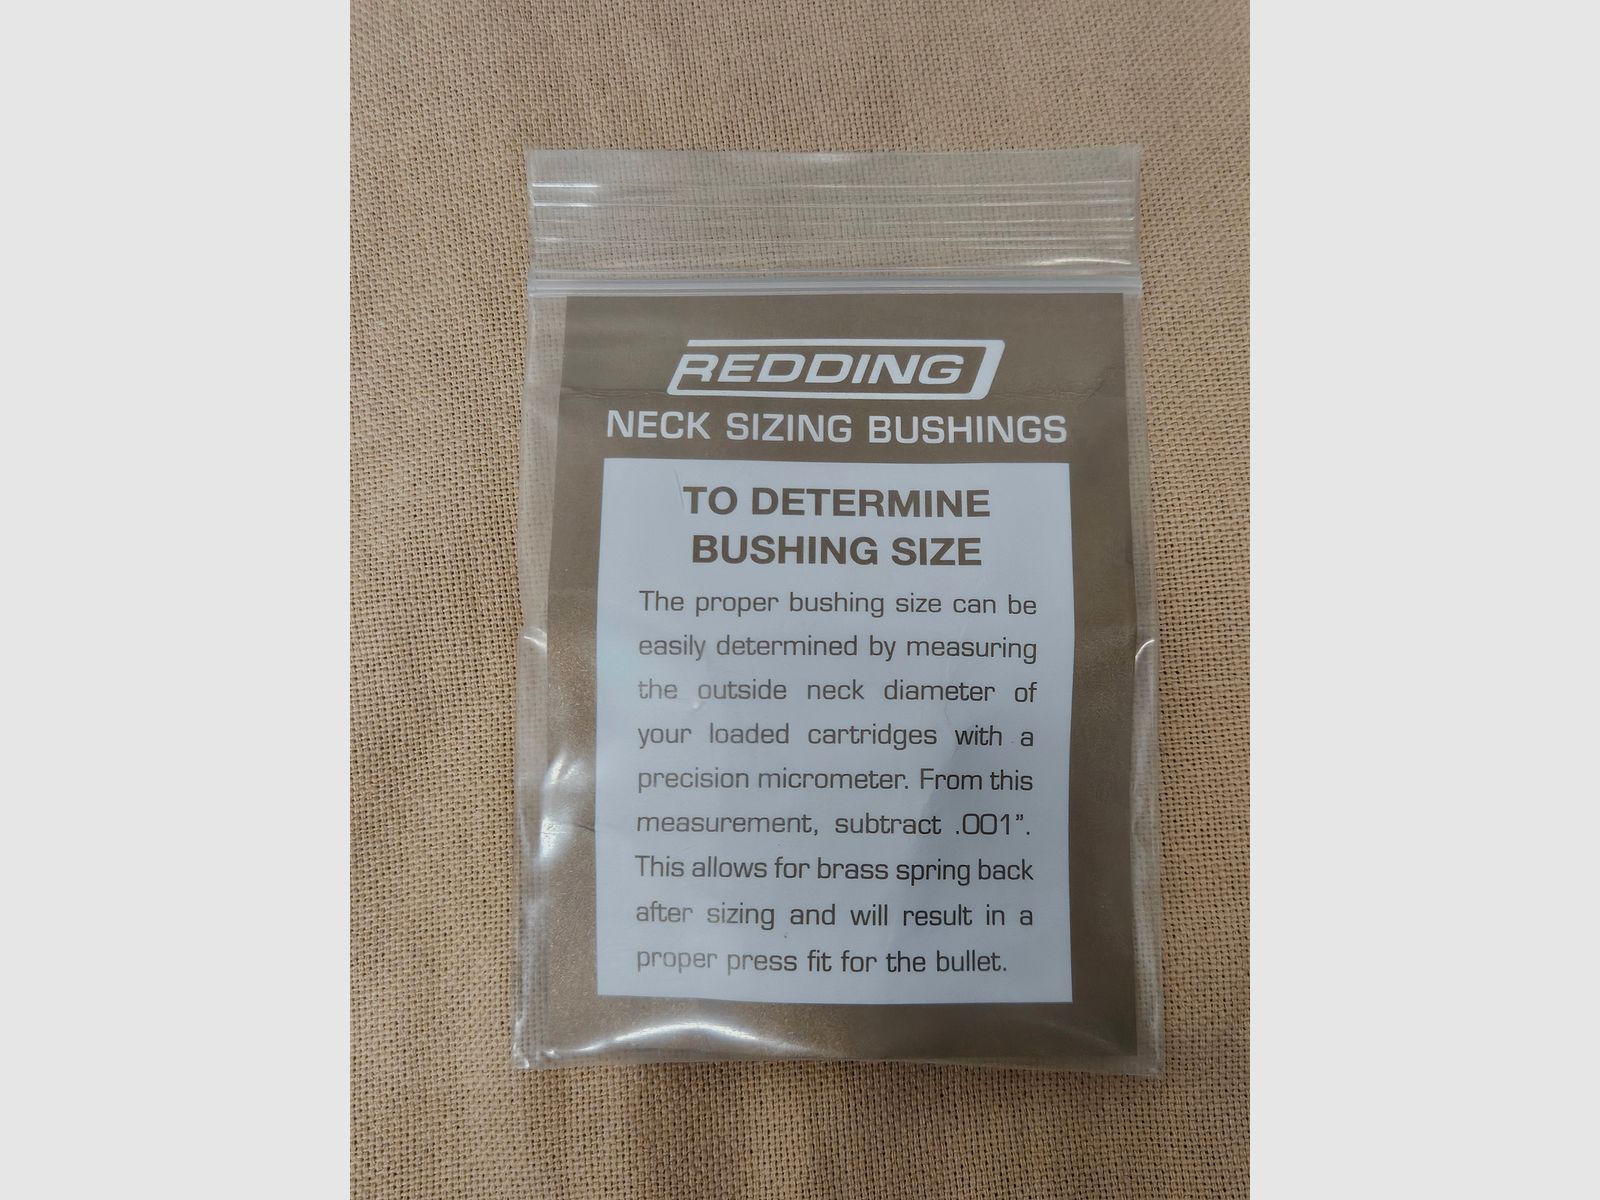 REDDING
NECK SIZING BUSHINGS
TO DETERMINE
BUSHING SIZE
The proper bushing size can be
easily determined by measuring
the outside neck diameter of
your loaded cartridges with a
precision micrometer. From this
measurement, subtract .001”.
This allows for brass spring back
after sizing and will result in a
proper press fit for the bullet.